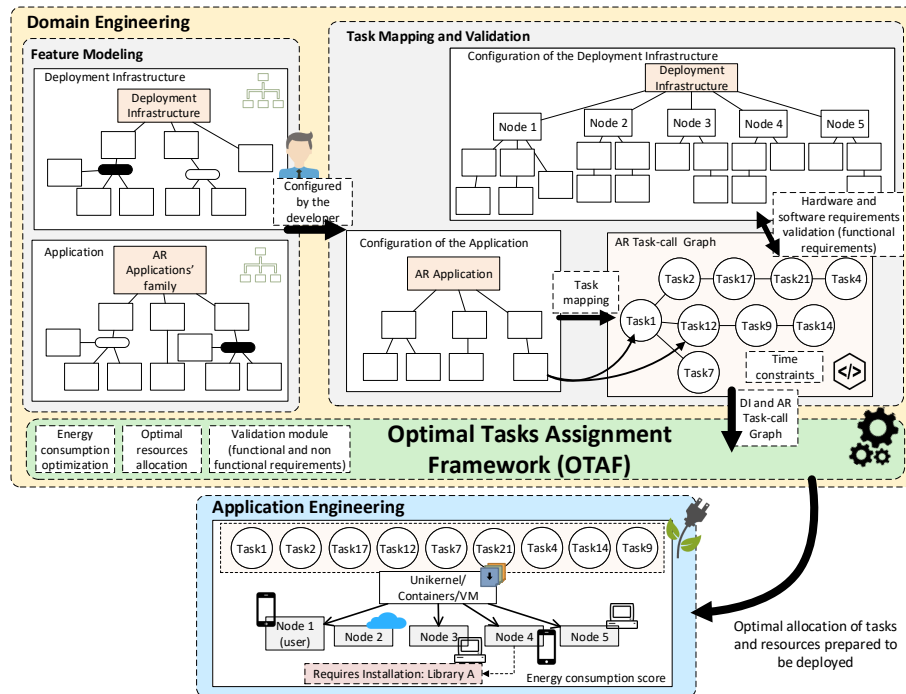 Domain Engineering
Feature Modeling
Deployment Infrastructure
Deployment
Infrastructure
Application
AR
Applications'
family
Configured
by the
developer
Task Mapping and Validation
Configuration of the Deployment Infrastructure
Deployment
Infrastructure
Node 1
Node 2
Node 3
Node 4
Node 5
Hardware and
software requirements
validation (functional
requirements)
Configuration of the Application
AR Application
Task
mapping
AR Task-call Graph
Task2
Task17
Task21
Task4
Task1
Task12
Task9
Task14
Task7
Time
constraints
</>
DI and AR
Task-call
Graph
Energy
consumption
optimization
Optimal
resources
allocation
Validation module
(functional and non
functional requirements)
Optimal Tasks Assignment
Framework (OTAF)
Application Engineering
Task1
Task2
Task17
Task12
Task7
Task21
Task4
Task14
Task9
Unikernel/
Containers/VM
Node 1
(user)
Node 2
Node 3
Node 4
Node 5
Requires Installation: Library A
Energy consumption score
Optimal allocation of tasks
and resources prepared to
be deployed